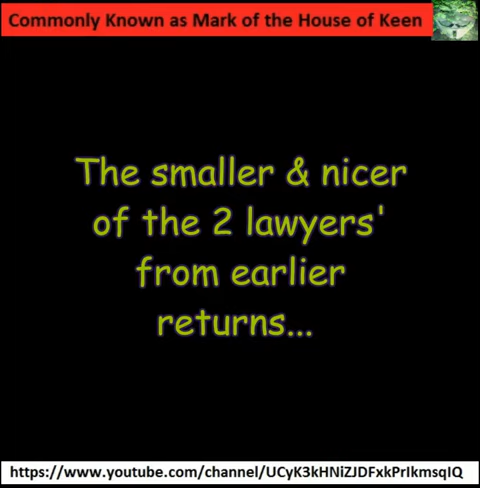 Commonly Known as Mark of the House of Keen
The smaller & nicer
of the 2 lawyers'
from earlier
returns...
https://www.youtube.com/channel/UCyK3kHNiZJDFxkPrIkmsqIQ